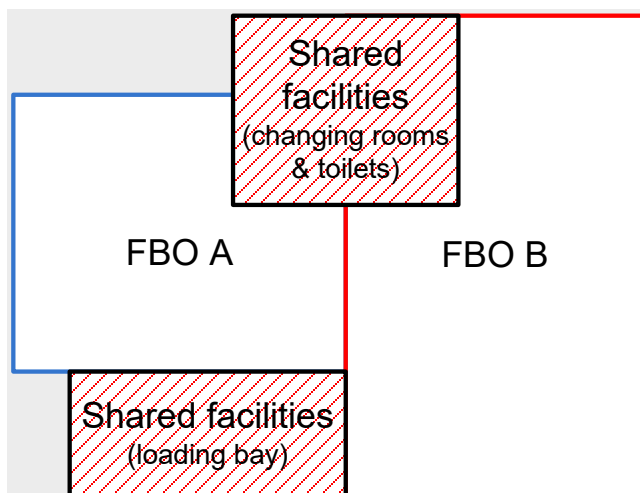 Shared
facilities
(changing rooms
& toilets)
FBO A
FBO B
Shared facilities
(loading bay)